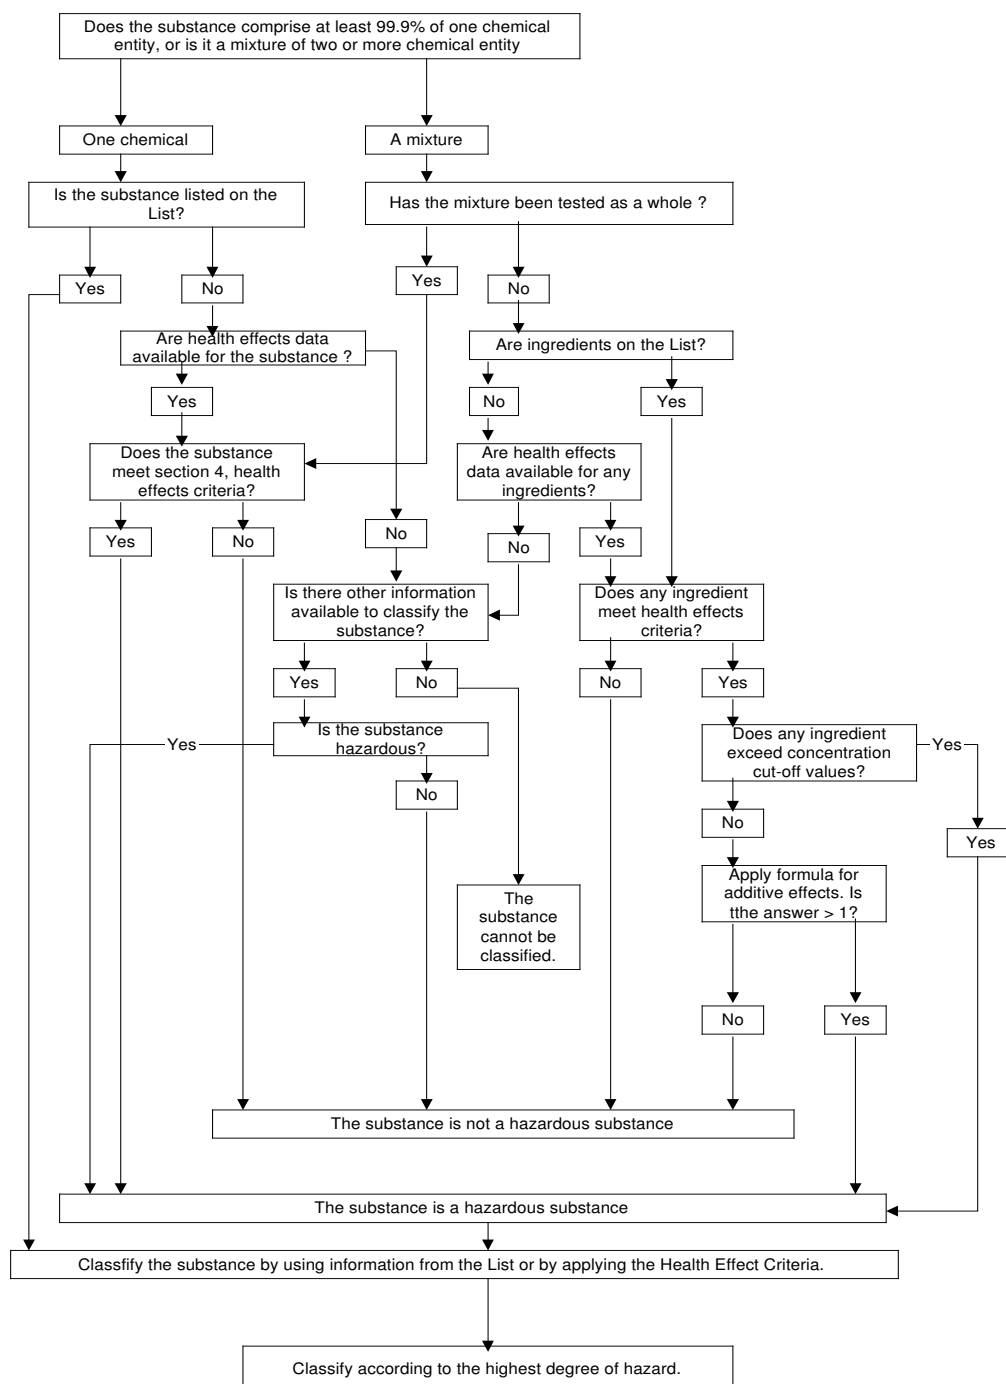 Does the substance comprise at least 99.9% of one chemical
entity, or is it a mixture of two or more chemical entity
One chemical
A mixture
Is the substance listed on the
List?
Has the mixture been tested as a whole ?
Yes
No
Yes
No
Are health effects data
available for the substance ?
Are ingredients on the List?
Yes
No
Yes
Does the substance
meet section 4, health
effects criteria?
Are health effects
data available for any
ingredients?
Yes
No
No
No
Yes
Is there other information
available to classify the
substance?
Does any ingredient
meet health effects
criteria?
Yes
No
No
Yes
Is the substance
hazardous?
Yes
Does any ingredient
exceed concentration
cut-off values?
Yes
No
No
Yes
The
substance
cannot be
classified.
Apply formula for
additive effects. Is
tthe answer > 1?
No
Yes
The substance is not a hazardous substance
The substance is a hazardous substance
Classfify the substance by using information from the List or by applying the Health Effect Criteria.
Classify according to the highest degree of hazard.